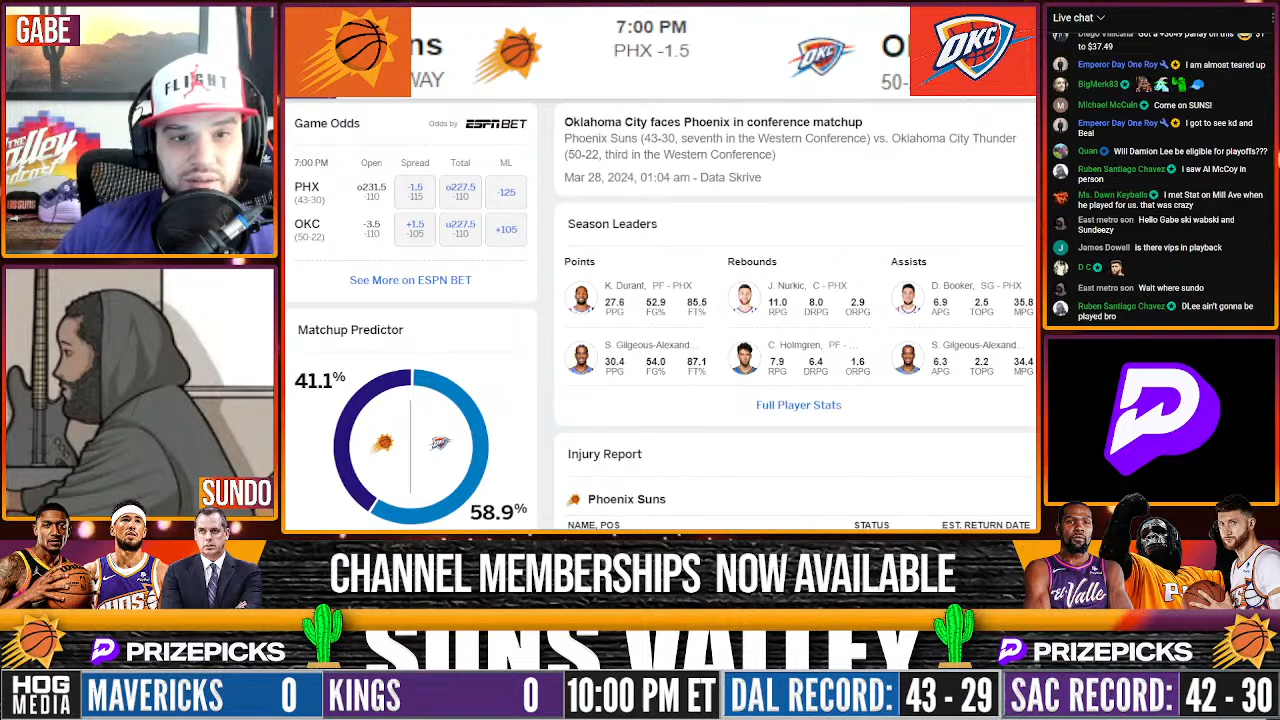 GABE
FLIGHT
THE
Valley
ns
WAY
7:00 PM
PHX -1.5
OKC
O
50-
OKC
Game Odds
Odds by ESPN BET
7:00 PM Open Spread Total ML
PHX o231.5 -1.5 o227.5 -125
(43-30) -110 -115 -110
OKC -3.5 +1.5 u227.5 +105
(50-22) -110 -105 -110
See More on ESPN BET
Matchup Predictor
41.1%
58.9%
Oklahoma City faces Phoenix in conference matchup
Phoenix Suns (43-30, seventh in the Western Conference) vs. Oklahoma City Thunder
(50-22, third in the Western Conference)
Mar 28, 2024, 01:04 am - Data Skrive
Season Leaders
Points Rebounds Assists
K. Durant, PF - PHX
27.6 52.9 85.5
PPG FG% FT%
J. Nurkic, C - PHX
11.0 8.0 2.9
RPG DRPG ORPG
D. Booker, SG - PHX
6.9 2.5 35.8
APG TOPG MPG
S. Gilgeous-Alexand...
30.4 54.0 87.1
PPG FG% FT%
C. Holmgren, PF - ...
7.9 6.4 1.6
RPG DRPG ORPG
S. Gilgeous-Alexand...
6.3 2.2 34.4
APG TOPG MPG
Full Player Stats
Injury Report
Phoenix Suns
NAME, POS STATUS EST. RETURN DATE
Live chat
to $37.49
Emperor Day One Roy I am almost teared up
BigMerk83
Michael McCuin Come on SUNS!
Emperor Day One Roy I got to see kd and
Beal
Quan Will Damion Lee be eligible for playoffs???
Ruben Santiago Chavez I saw Al McCoy in
person
Ms. Dawn Keyballs I met Stat on Mill Ave when
he played for us. that was crazy
East metro son Hello Gabe ski wabski and
Sundeezy
James Dowell is there vips in playback
D C
East metro son Wait where sundo
Ruben Santiago Chavez DLee ain't gonna be
played bro
SUNDO
CHANNEL MEMBERSHIPS NOW AVAILABLE
PRIZEPICKS
SUNS VALLEY
PRIZEPICKS
HOG
MEDIA
MAVERICKS 0 KINGS 0 10:00 PM ET DAL RECORD: 43 - 29 SAC RECORD: 42 - 30